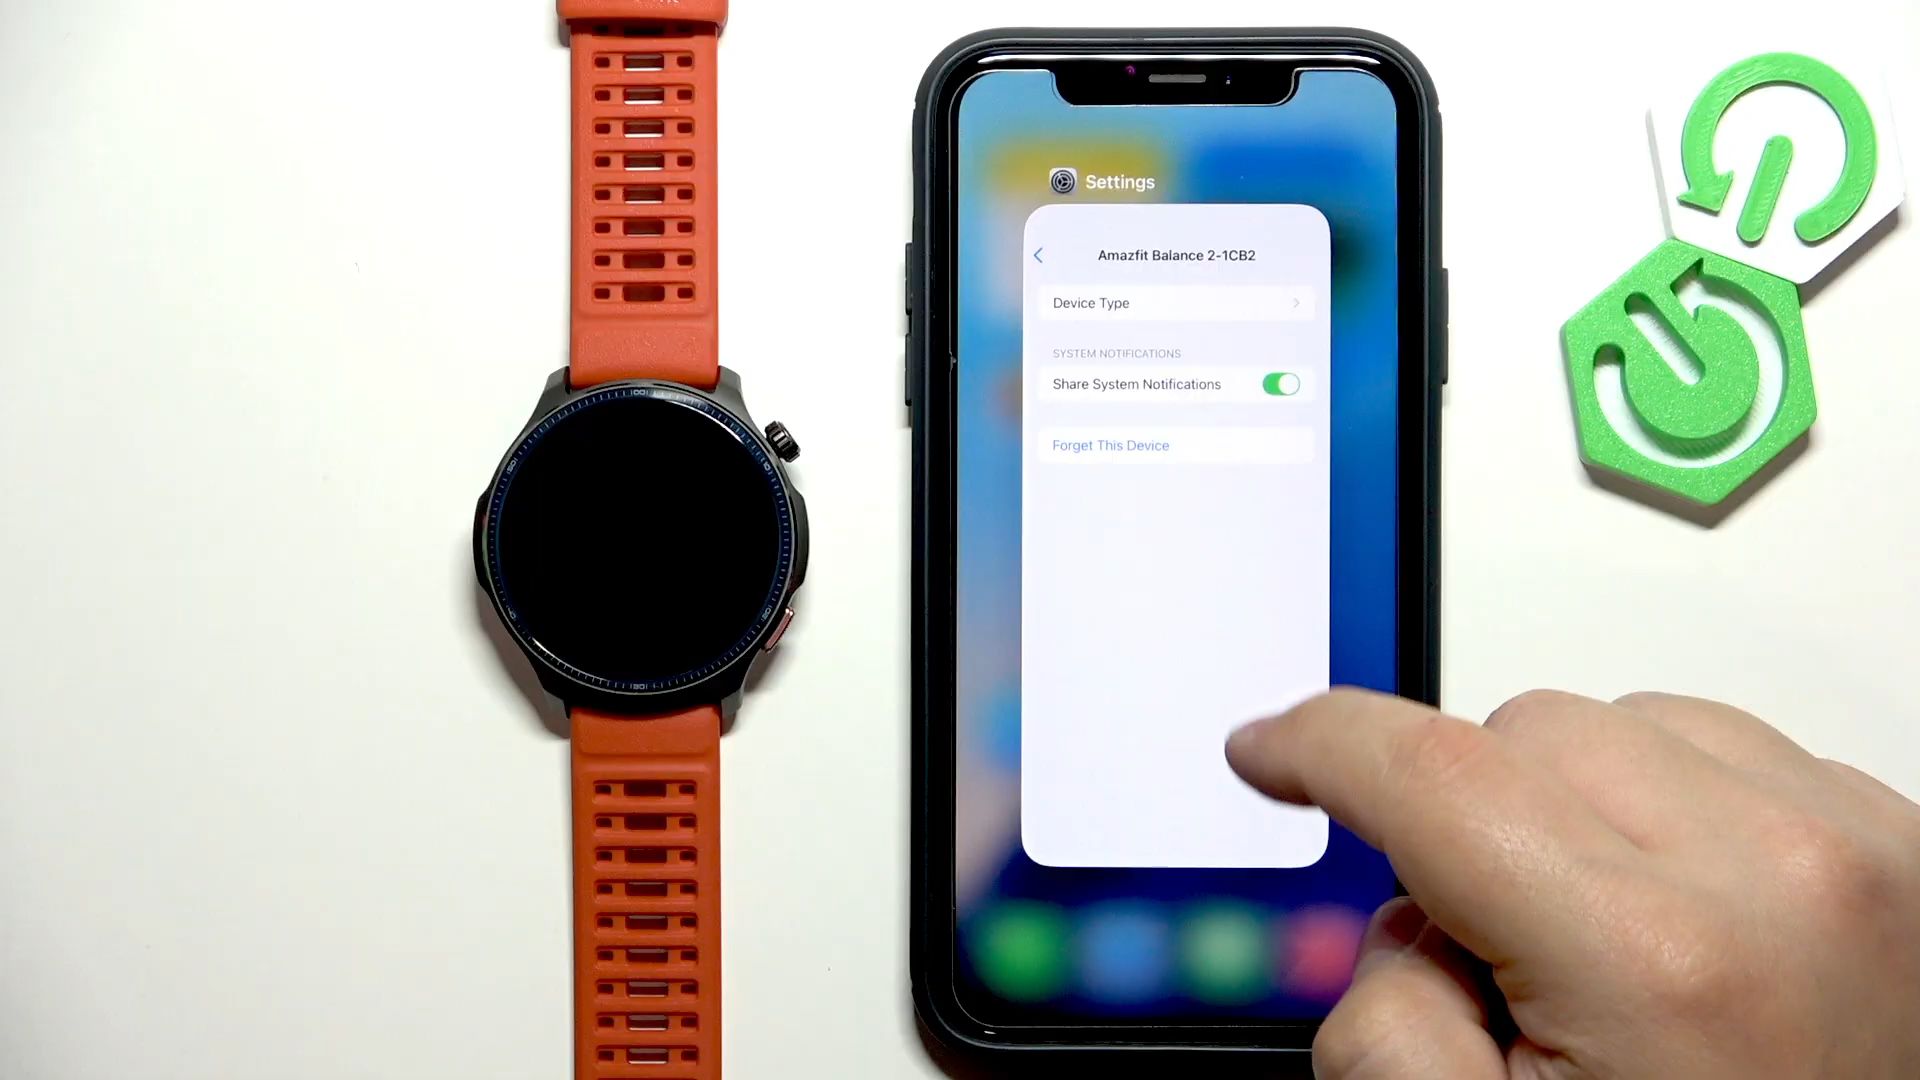 Settings
Amazfit Balance 2-1CB2
Device Type
SYSTEM NOTIFICATIONS
Share System Notifications
Forget This Device